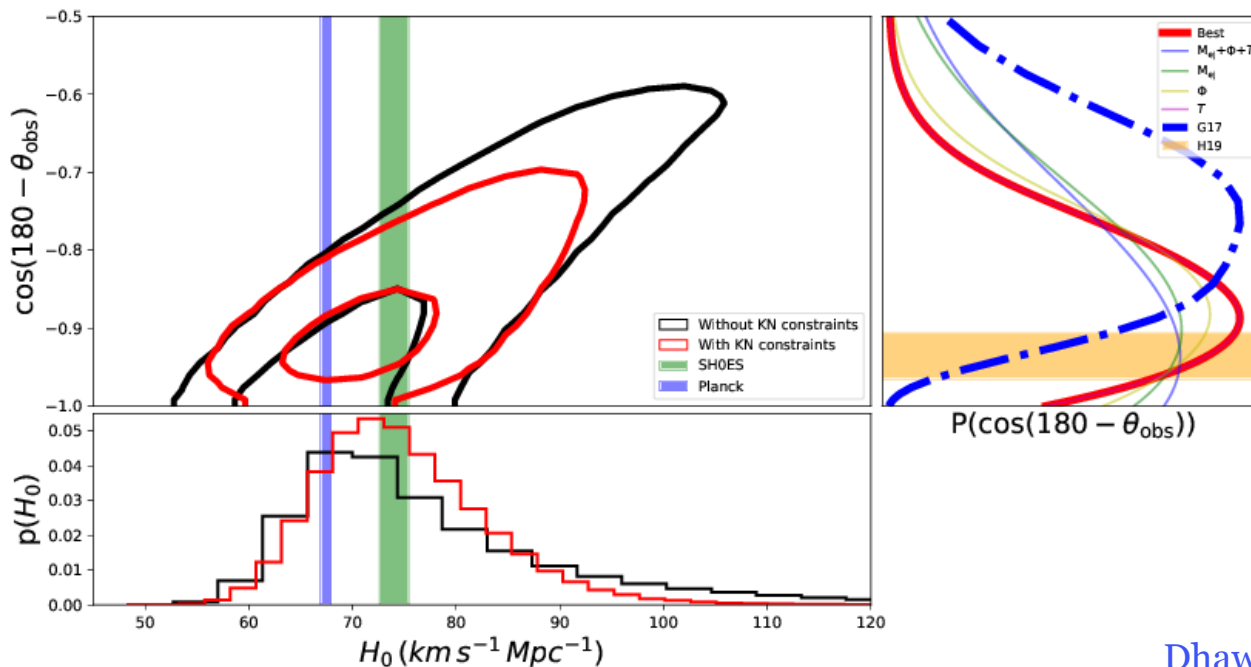 −0.5
−0.6
−0.7
−0.8
−0.9
−1.0
cos(180 − θobs)
Without KN constraints
With KN constraints
SH0ES
Planck
Best
Mej+Φ+T
Mej
Φ
T
G17
H19
P(cos(180 − θobs))
0.05
0.04
0.03
0.02
0.01
0.00
p(H0)
50 60 70 80 90 100 110 120
H0 (km s−1 Mpc−1)